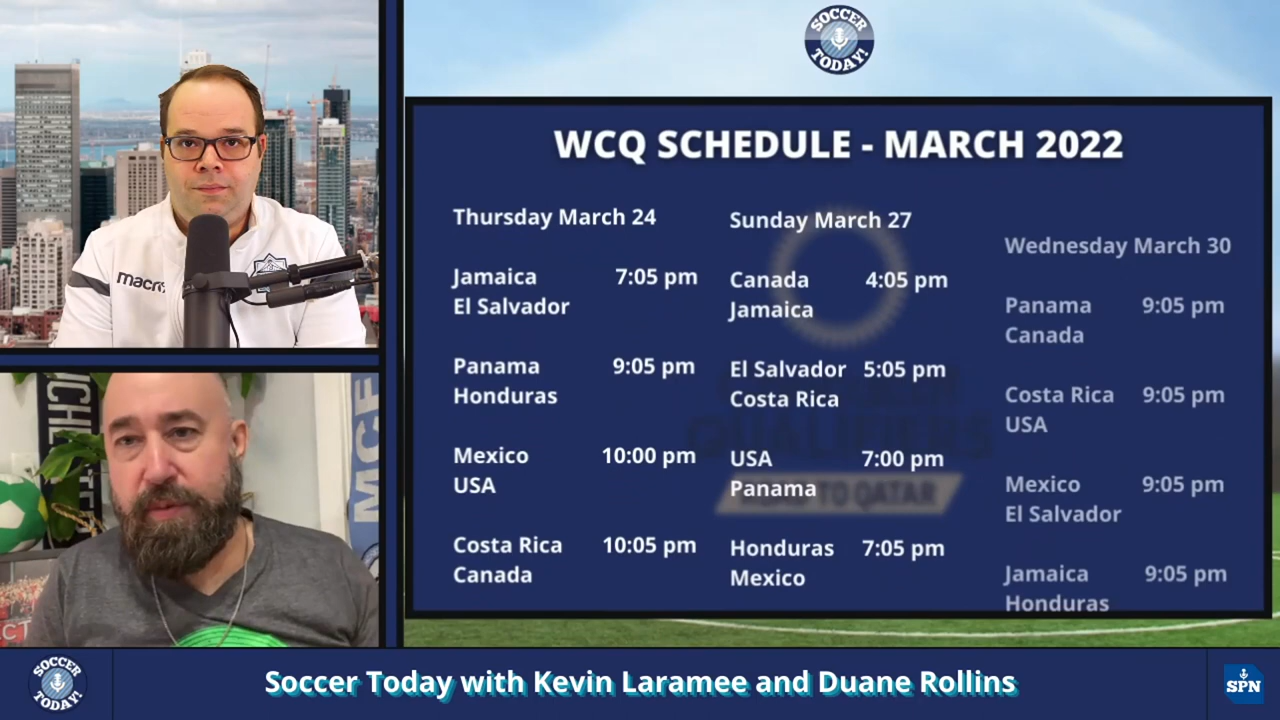 SOCCER
TODAY!
WCQ SCHEDULE - MARCH 2022
Thursday March 24
Jamaica 7:05 pm
El Salvador
Panama 9:05 pm
Honduras
Mexico 10:00 pm
USA
Costa Rica 10:05 pm
Canada
Sunday March 27
Canada 4:05 pm
Jamaica
El Salvador 5:05 pm
Costa Rica
USA 7:00 pm
Panama
Honduras 7:05 pm
Mexico
QUALIFIERS
TO QATAR
Wednesday March 30
Panama 9:05 pm
Canada
Costa Rica 9:05 pm
USA
Mexico 9:05 pm
El Salvador
Jamaica 9:05 pm
Honduras
macron
MCF
SOCCER
TODAY!
Soccer Today with Kevin Laramee and Duane Rollins
SPN